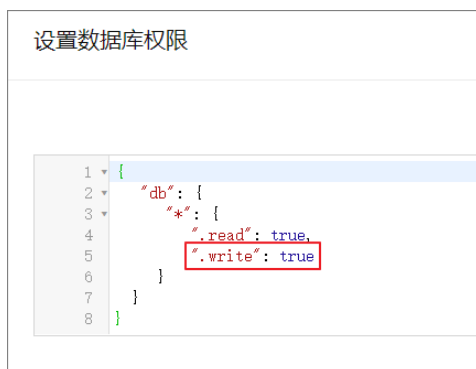 设置数据库权限
1 {
2 "db": {
3 "*": {
4 ".read": true,
5 ".write": true
6 }
7 }
8 }